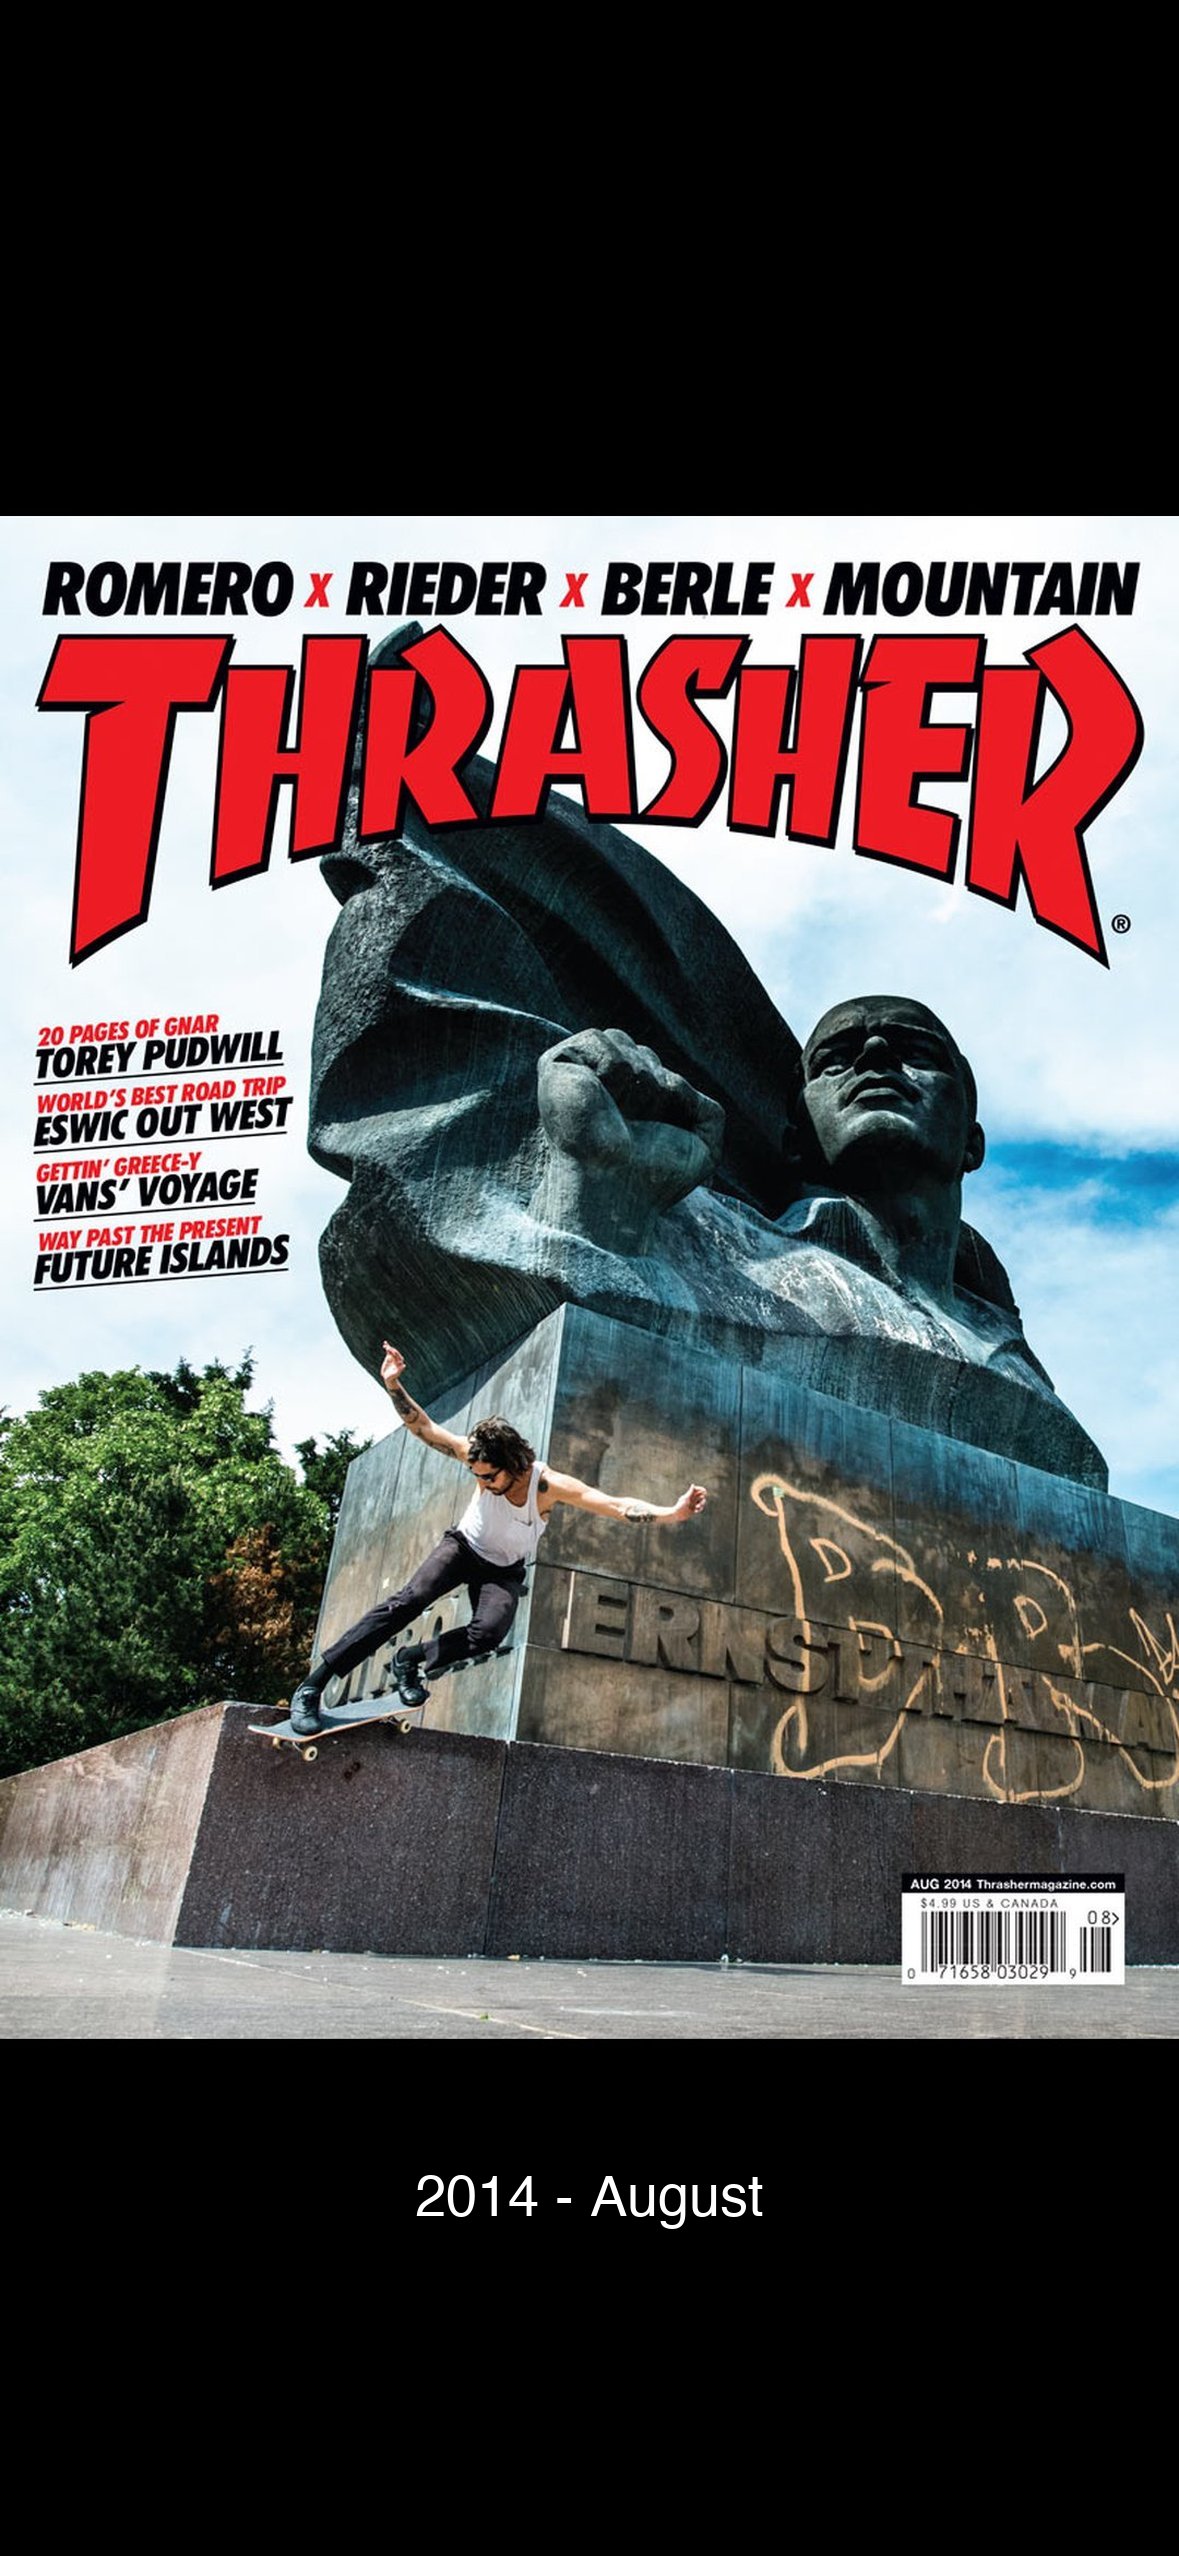 ROMERO x RIEDER x BERLE x MOUNTAIN
THRASHER
®
20 PAGES OF GNAR
TOREY PUDWILL
WORLD'S BEST ROAD TRIP
ESWIC OUT WEST
GETTIN' GREECE-Y
VANS' VOYAGE
WAY PAST THE PRESENT
FUTURE ISLANDS
ERNST
AUG 2014 Thrashermagazine.com
$4.99 US & CANADA
08>
0 71658 03029 9
2014 - August